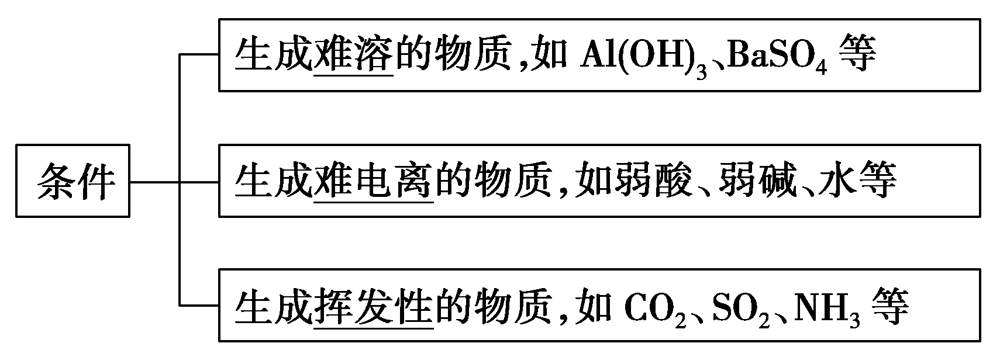 生成难溶的物质,如 Al(OH)₃、BaSO₄ 等
条件
生成难电离的物质,如弱酸、弱碱、水等
生成挥发性的物质,如 CO₂、SO₂、NH₃ 等